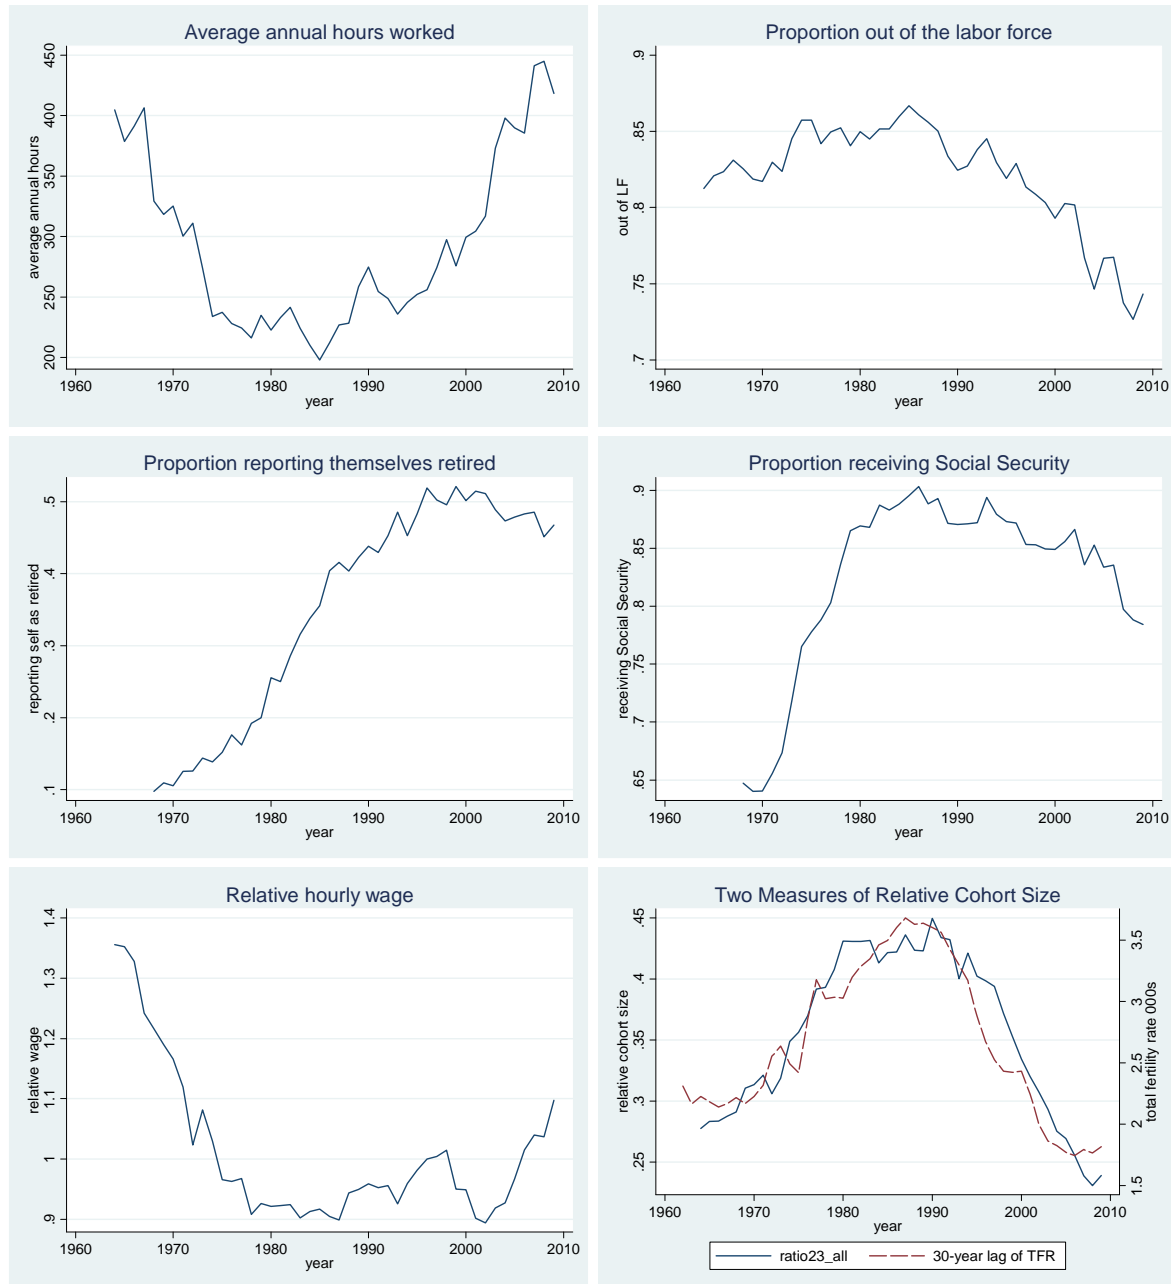 Average annual hours worked
average annual hours
450
400
350
300
250
200
1960 1970 1980 1990 2000 2010
year
Proportion out of the labor force
out of LF
.9
.85
.8
.75
.7
1960 1970 1980 1990 2000 2010
year
Proportion reporting themselves retired
reporting self as retired
.5
.4
.3
.2
.1
1960 1970 1980 1990 2000 2010
year
Proportion receiving Social Security
receiving Social Security
.9
.85
.8
.75
.7
.65
1960 1970 1980 1990 2000 2010
year
Relative hourly wage
relative wage
1.4
1.3
1.2
1.1
1
.9
1960 1970 1980 1990 2000 2010
year
Two Measures of Relative Cohort Size
relative cohort size
.45
.4
.35
.3
.25
total fertility rate 000s
3.5
3
2.5
2
1.5
1960 1970 1980 1990 2000 2010
year
ratio23_all 30-year lag of TFR